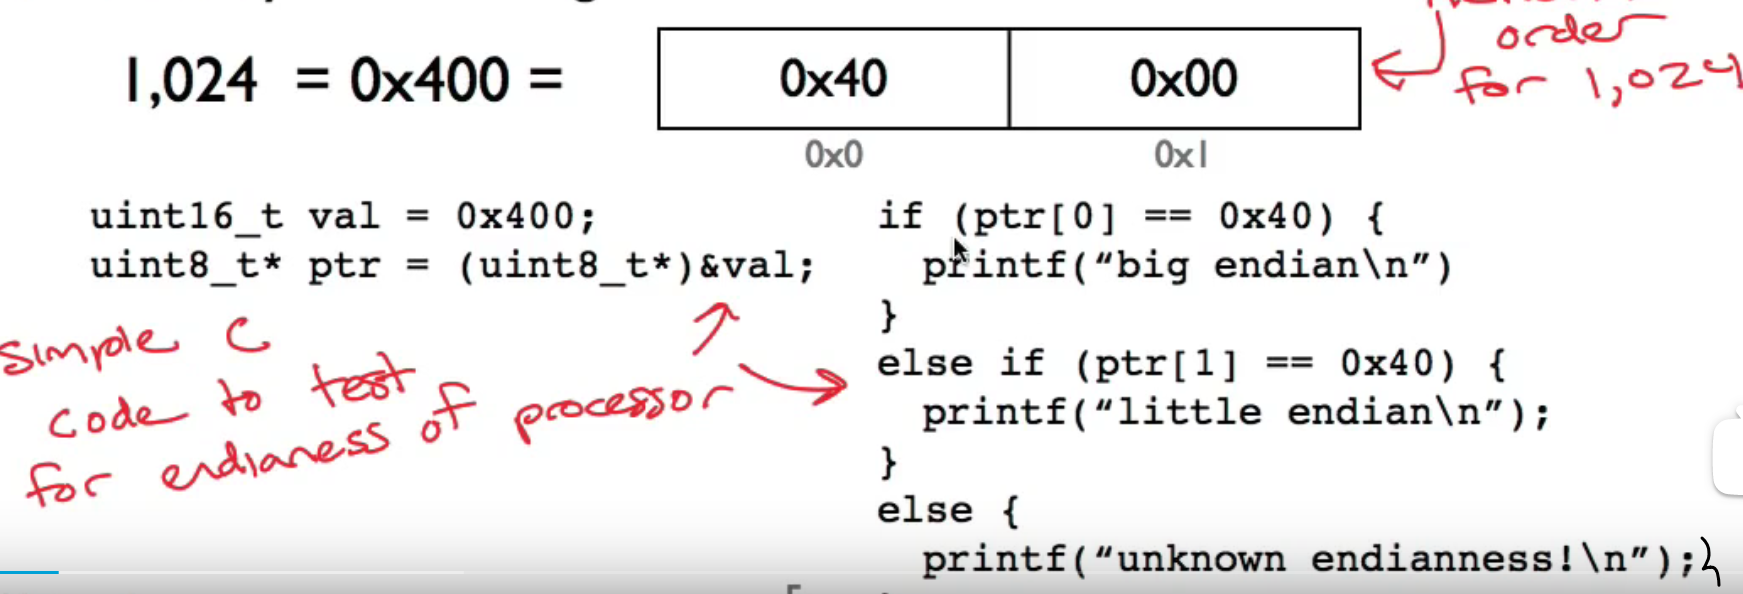 order
for 1,024
1,024 = 0x400 =
0x40 0x00
0x0 0x1
uint16_t val = 0x400;
uint8_t* ptr = (uint8_t*)&val;
simple C
code to test
for endianess of processor
if (ptr[0] == 0x40) {
printf(“big endian\n”)
}
else if (ptr[1] == 0x40) {
printf(“little endian\n”);
}
else {
printf(“unknown endianness!\n”);}